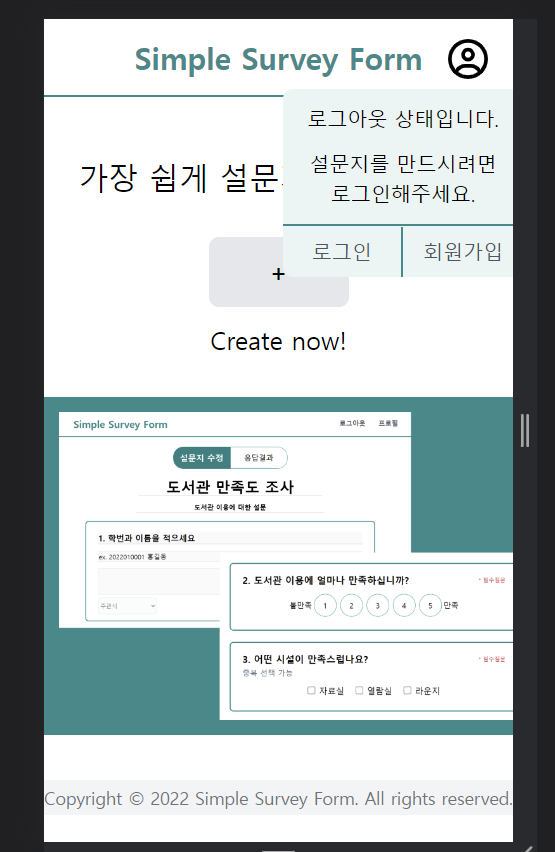 Simple Survey Form
로그아웃 상태입니다.
설문지를 만드시려면
로그인해주세요.
로그인 회원가입
가장 쉽게 설문
+
Create now!
Simple Survey Form 로그아웃 프로필
설문지 수정 응답결과
도서관 만족도 조사
도서관 이용에 대한 설문
1. 학번과 이름을 적으세요
ex. 2022010001 홍길동
주관식
2. 도서관 이용에 얼마나 만족하십니까? * 필수질문
불만족 1 2 3 4 5 만족
3. 어떤 시설이 만족스럽나요? * 필수질문
중복 선택 가능
자료실 열람실 라운지
Copyright © 2022 Simple Survey Form. All rights reserved.